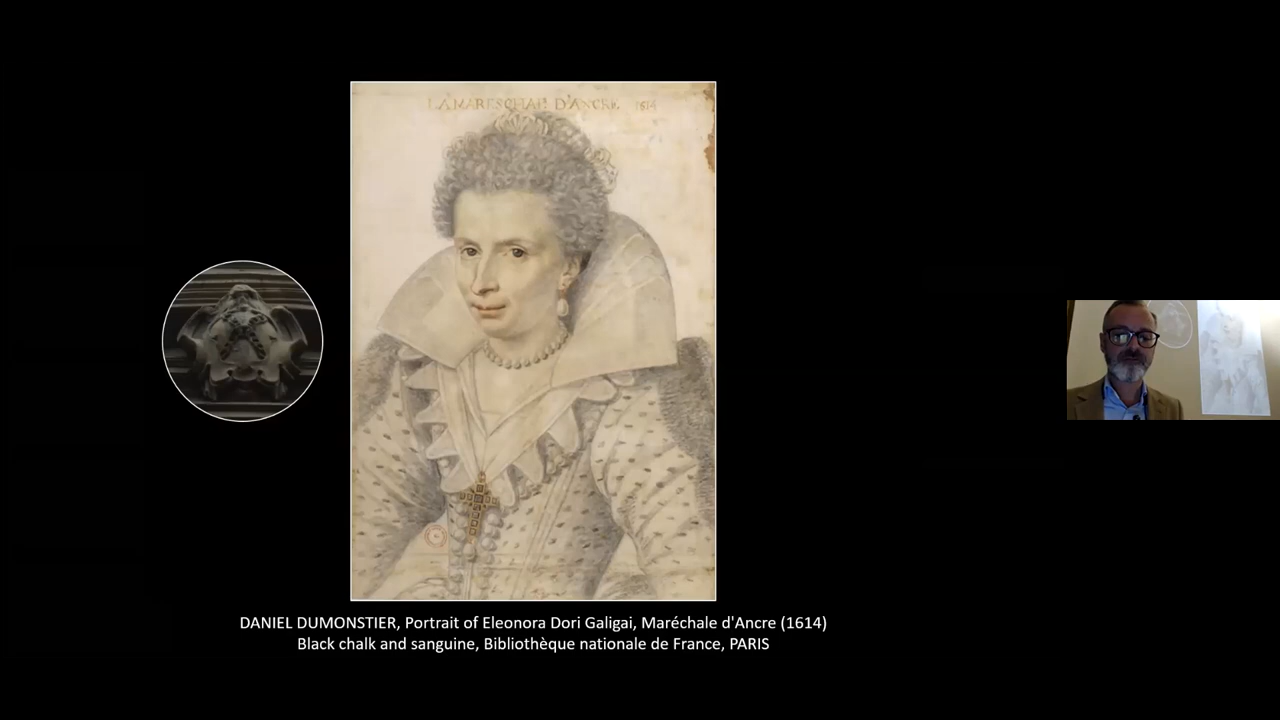 LAMARESCHAL D'ANCRE 1614
DANIEL DUMONSTIER, Portrait of Eleonora Dori Galigai, Maréchale d'Ancre (1614)
Black chalk and sanguine, Bibliothèque nationale de France, PARIS